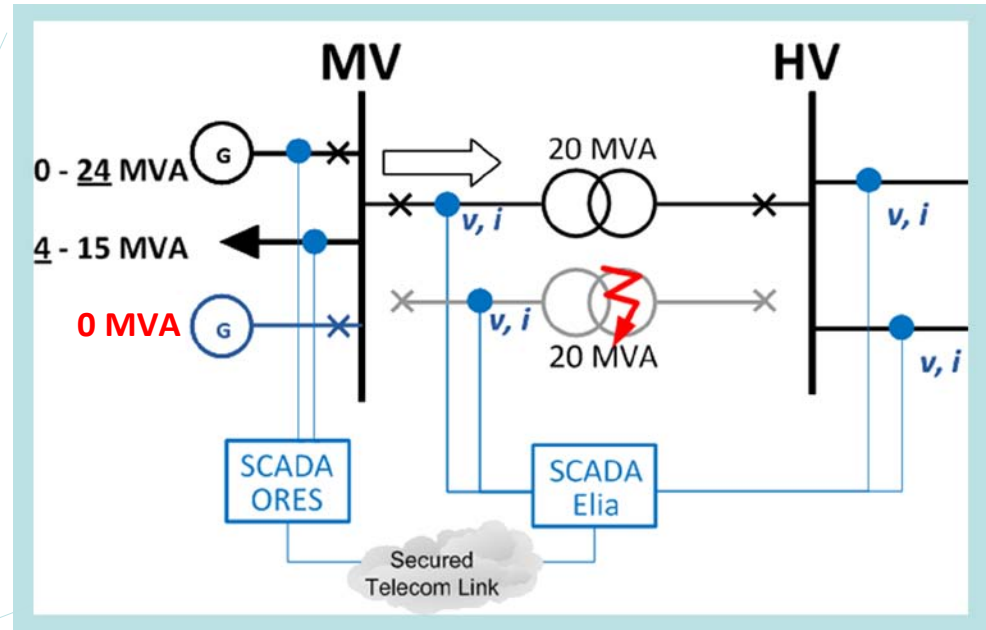 MV
HV
G
0 - 24 MVA
20 MVA
v, i
v, i
4 - 15 MVA
0 MVA
G
v, i
20 MVA
v, i
SCADA
ORES
SCADA
Elia
Secured
Telecom Link